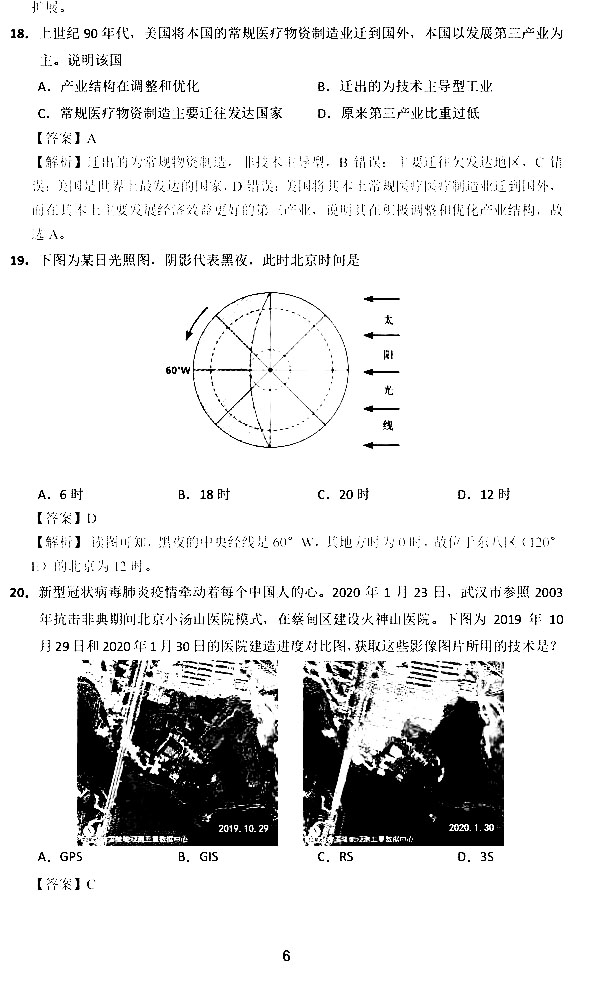 扩展。
18. 上世纪 90 年代，美国将本国的常规医疗物资制造业迁到国外，本国以发展第三产业为
主。说明该国
A. 产业结构在调整和优化 B. 迁出的为技术主导型工业
C. 常规医疗物资制造主要迁往发达国家 D. 原来第三产业比重过低
【答案】A
【解析】迁出的为常规物资制造，非技术主导型，B 错误；主要迁往欠发达地区，C 错
误；美国是世界上最发达的国家，D 错误；美国将其本土常规医疗医疗制造业迁到国外，
而在其本土主要发展经济效益更好的第三产业，说明其在积极调整和优化产业结构，故
选 A。
19. 下图为某日光照图，阴影代表黑夜，此时北京时间是
60°W
太
阳
光
线
A. 6 时 B. 18 时 C. 20 时 D. 12 时
【答案】D
【解析】读图可知，黑夜的中央经线是 60° W，其地方时为 0 时，故位于东八区（120°
E）的北京为 12 时。
20. 新型冠状病毒肺炎疫情牵动着每个中国人的心。2020 年 1 月 23 日，武汉市参照 2003
年抗击非典期间北京小汤山医院模式，在蔡甸区建设火神山医院。下图为 2019 年 10
月 29 日和 2020 年 1 月 30 日的医院建造进度对比图，获取这些影像图片所用的技术是？
2019.10.29
2020.1.30
A. GPS B. GIS C. RS D. 3S
【答案】C
6